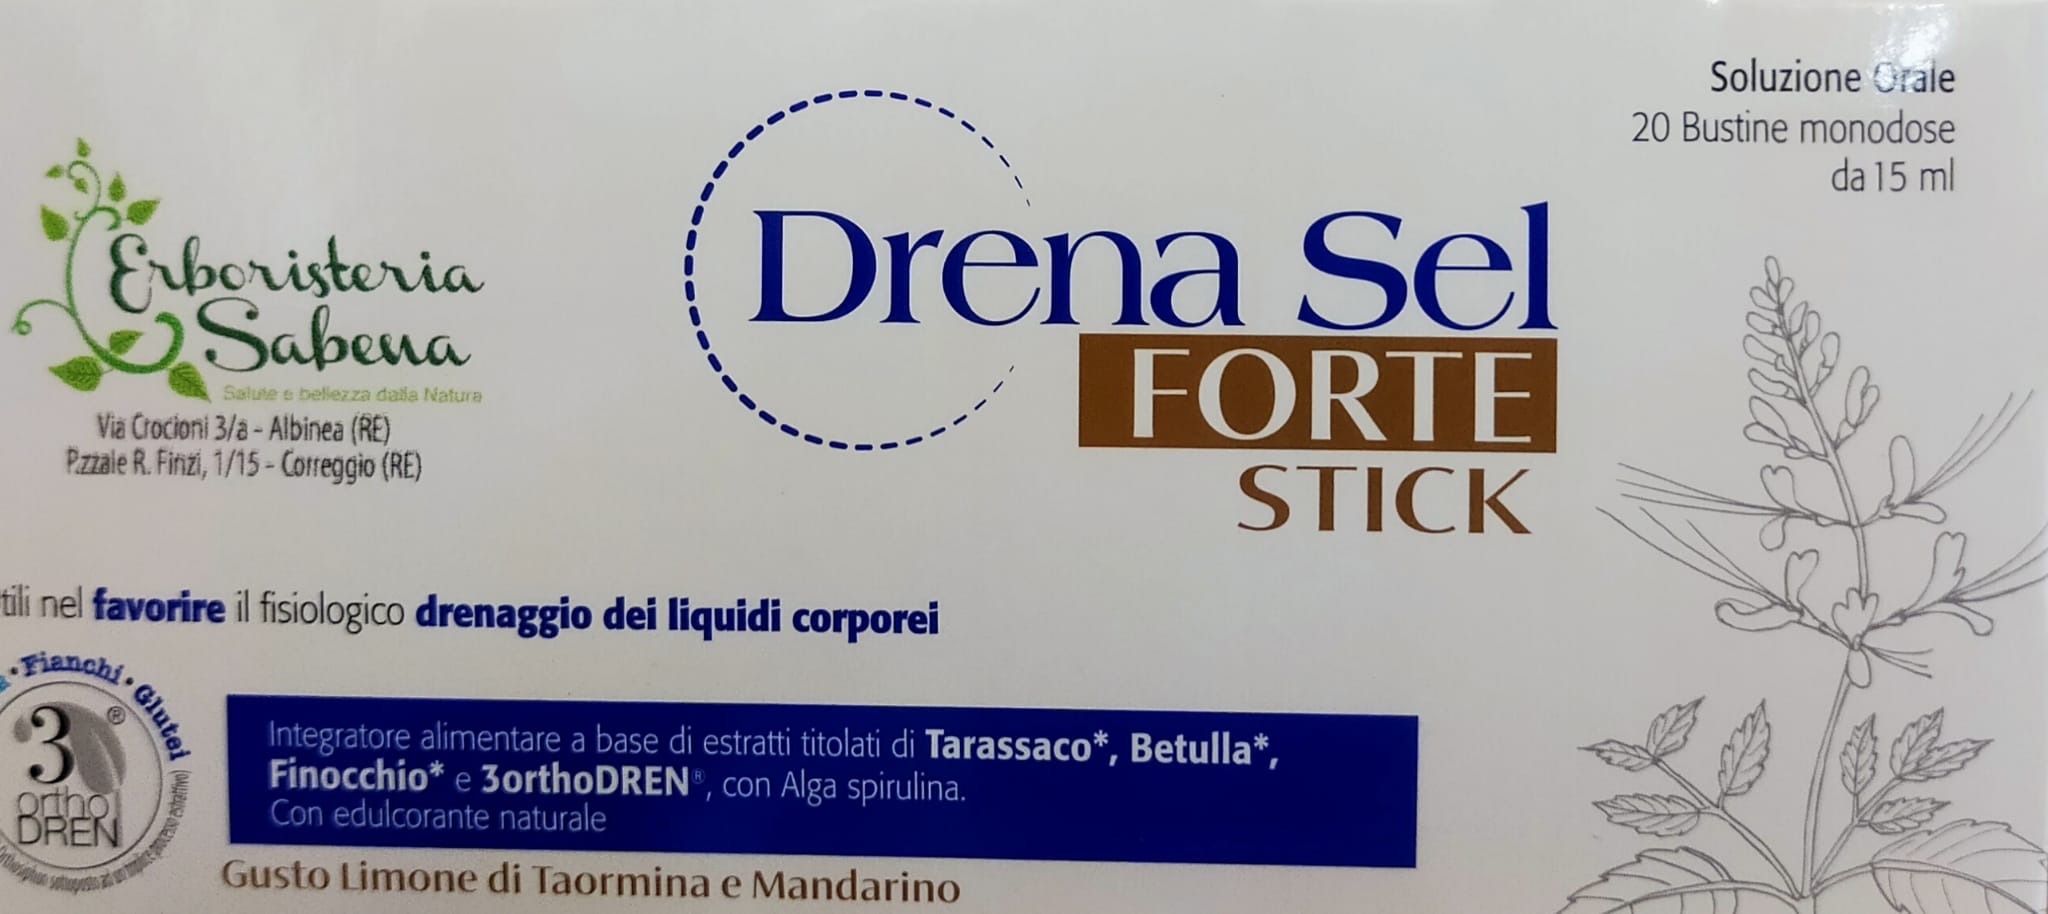 Soluzione Orale
20 Bustine monodose
da 15 ml
Erboristeria
Sabena
Salute e bellezza dalla Natura
Via Crocioni 3/a - Albinea (RE)
P.zzale R. Finzi, 1/15 - Correggio (RE)
Drena Sel
FORTE
STICK
tili nel favorire il fisiologico drenaggio dei liquidi corporei
• Fianchi • Glutei
3®
ortho
DREN
Integratore alimentare a base di estratti titolati di Tarassaco*, Betulla*,
Finocchio* e 3orthoDREN®, con Alga spirulina.
Con edulcorante naturale
Gusto Limone di Taormina e Mandarino